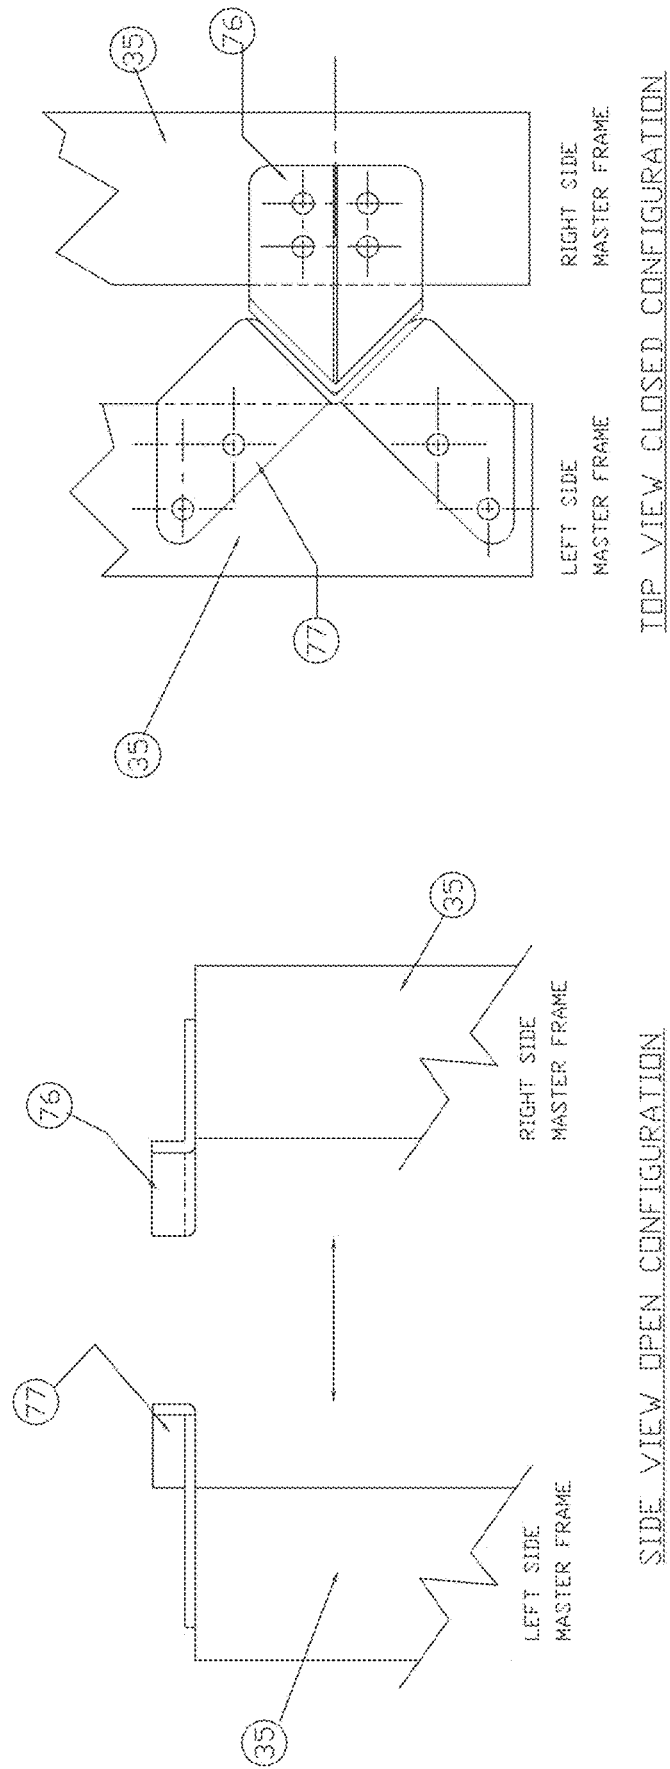 77
76
35
LEFT SIDE
MASTER FRAME
RIGHT SIDE
MASTER FRAME
35
SIDE VIEW OPEN CONFIGURATION
35
77
76
35
LEFT SIDE
MASTER FRAME
RIGHT SIDE
MASTER FRAME
TOP VIEW CLOSED CONFIGURATION